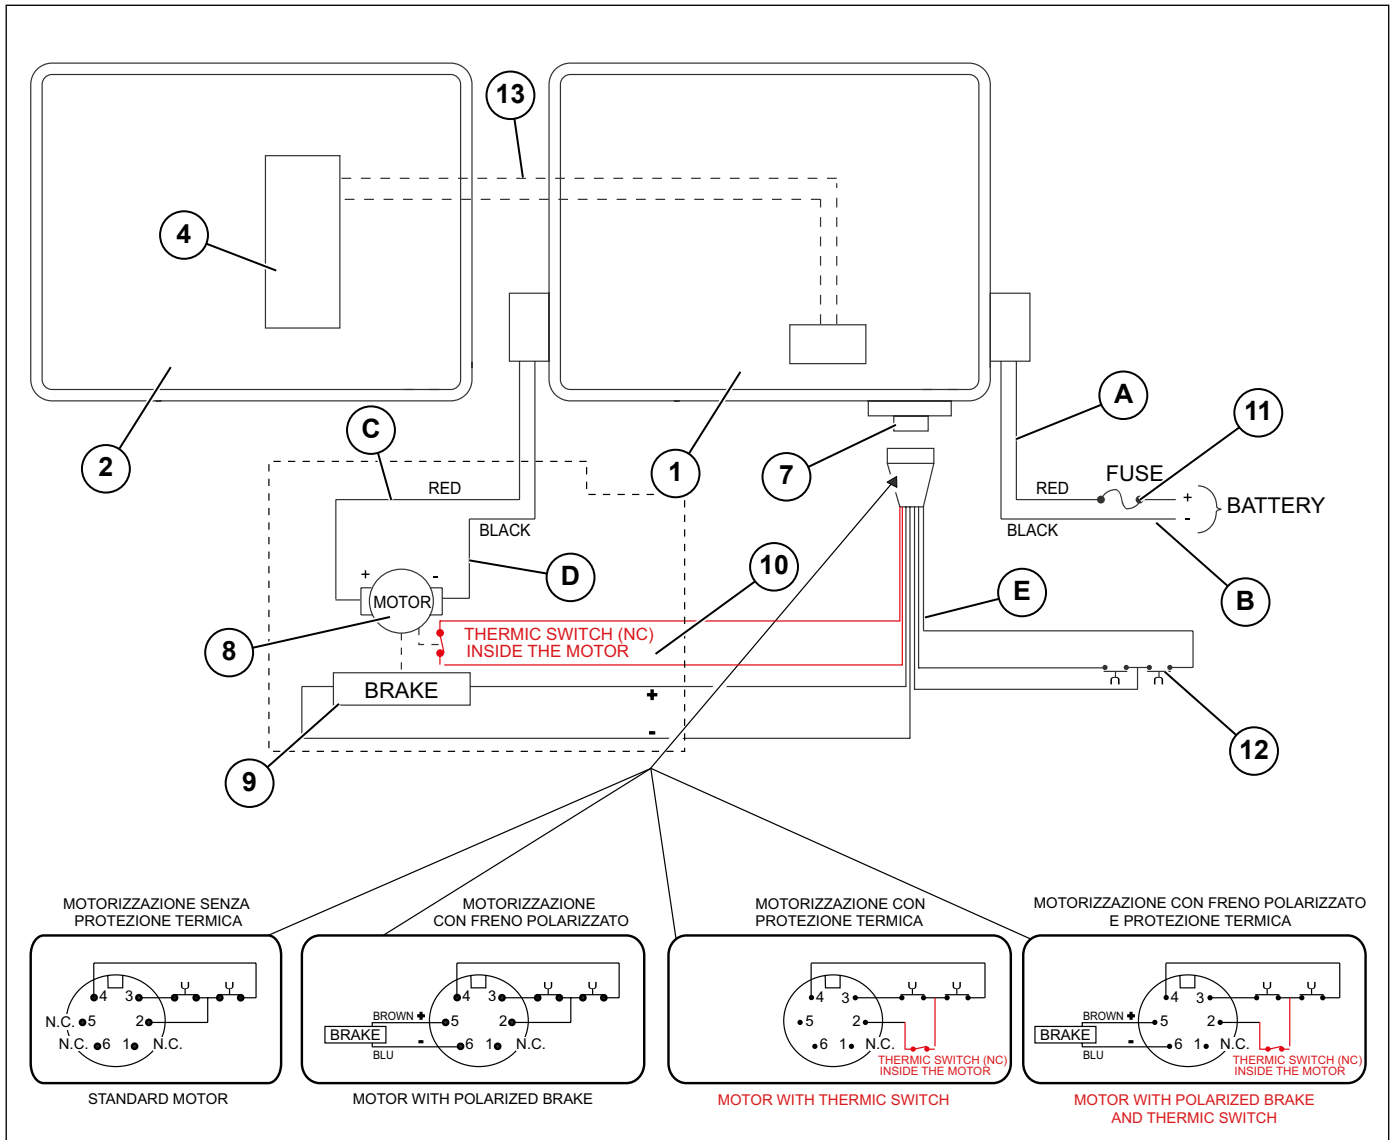 13
4
2
1
7
A
11
C
FUSE
RED
RED
+
BATTERY
-
BLACK
BLACK
D
10
E
B
+
-
MOTOR
8
THERMIC SWITCH (NC)
INSIDE THE MOTOR
BRAKE
+
-
9
12
MOTORIZZAZIONE SENZA
PROTEZIONE TERMICA
4
3
N.C.
5
2
N.C.
6
1
N.C.
STANDARD MOTOR
MOTORIZZAZIONE
CON FRENO POLARIZZATO
4
3
BROWN
+
5
2
BRAKE
-
6
1
N.C.
BLU
MOTOR WITH POLARIZED BRAKE
MOTORIZZAZIONE CON
PROTEZIONE TERMICA
4
3
5
2
6
1
N.C.
THERMIC SWITCH (NC)
INSIDE THE MOTOR
MOTOR WITH THERMIC SWITCH
MOTORIZZAZIONE CON FRENO POLARIZZATO
E PROTEZIONE TERMICA
4
3
BROWN
+
5
2
BRAKE
-
6
1
N.C.
BLU
THERMIC SWITCH (NC)
INSIDE THE MOTOR
MOTOR WITH POLARIZED BRAKE
AND THERMIC SWITCH